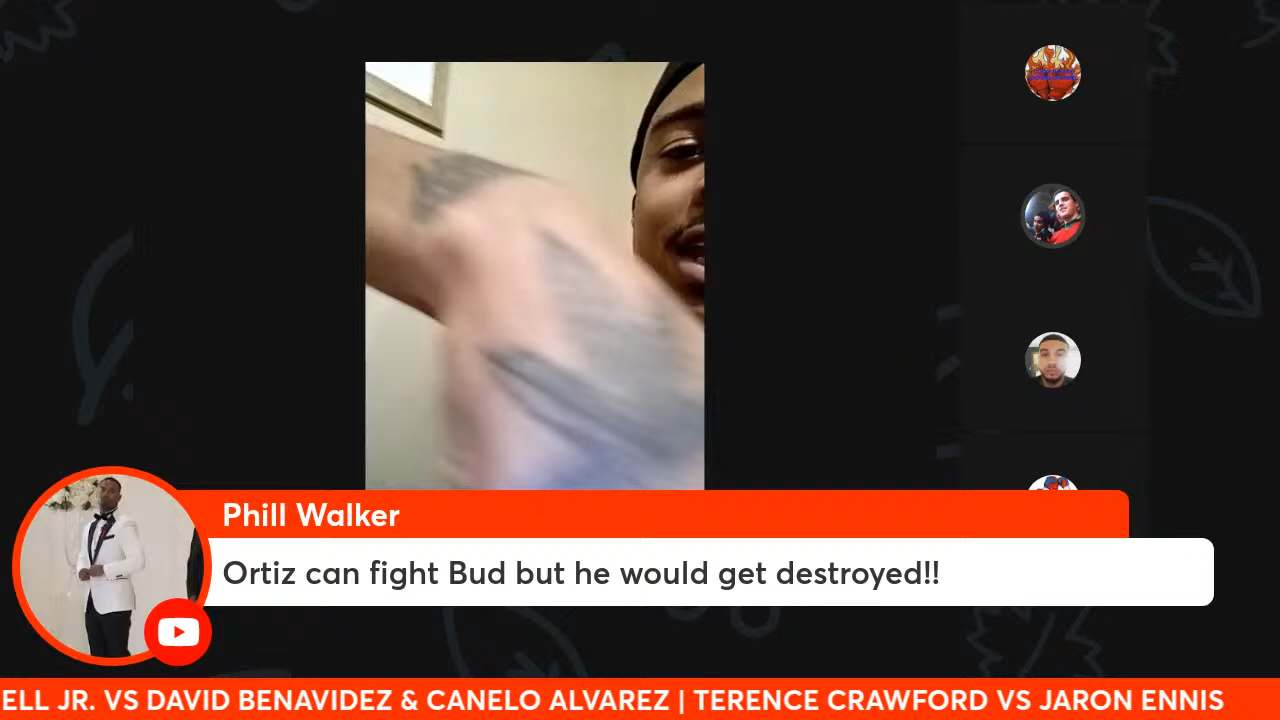 Phill Walker
Ortiz can fight Bud but he would get destroyed!!
ELL JR. VS DAVID BENAVIDEZ & CANELO ALVAREZ | TERENCE CRAWFORD VS JARON ENNIS